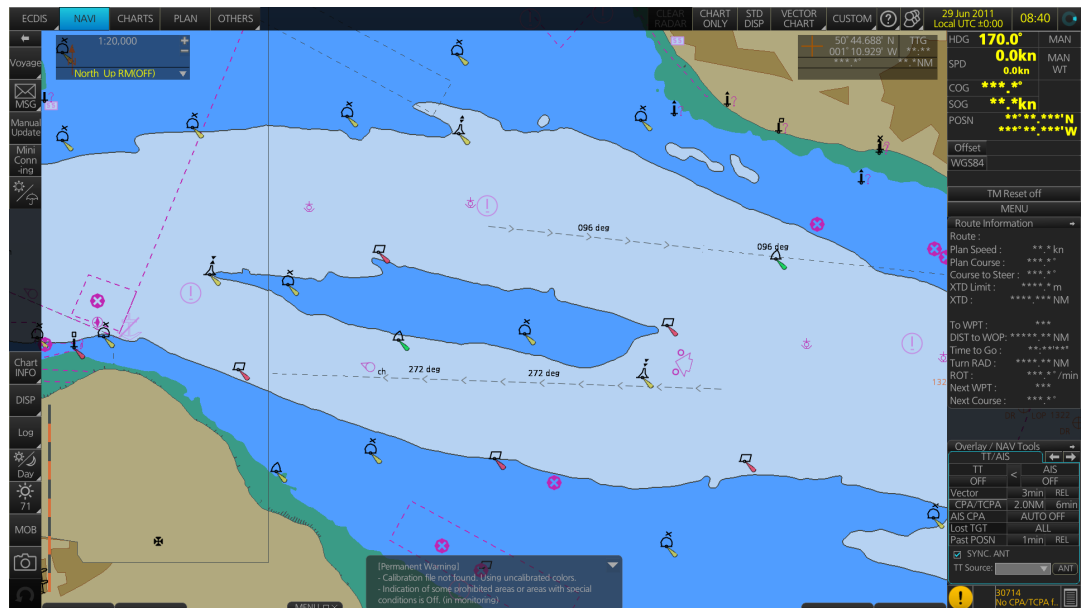 ECDIS NAVI CHARTS PLAN OTHERS CLEAR RADAR CHART ONLY STD DISP VECTOR CHART CUSTOM ? 29 Jun 2011 Local UTC ±0:00 08:40
Voyage
MSG
Manual Update
Mini Conn -ing
Chart INFO
DISP
Log
Day
71
MOB
1:20,000 + −
North Up RM(OFF)
50°44.688' N TTG
001°10.929' W **:**
***.*° **.*NM
096 deg
096 deg
ch
272 deg
272 deg
132
[Permanent Warning]
- Calibration file not found. Using uncalibrated colors.
- Indication of some prohibited areas or areas with special
conditions is Off. (in monitoring)
MENU
HDG 170.0° MAN
SPD 0.0kn MAN
0.0kn WT
COG ***.*°
SOG **.*kn
POSN **°**.***'N
***°**.***'W
Offset
WGS84
TM Reset off
MENU
Route Information
Route :
Plan Speed : **.* kn
Plan Course : ***.*°
Course to Steer : ***.*°
XTD Limit : ****.* m
XTD : ****.*** NM
To WPT : ***
DIST to WOP: *****.** NM
Time to Go : **-**'**"
Turn RAD : ****.** NM
ROT : ***.*°/min
Next WPT : ***
Next Course : ***.*°
Overlay / NAV Tools
TT/AIS
TT < AIS
OFF OFF
Vector 3min REL
CPA/TCPA 2.0NM 6min
AIS CPA AUTO OFF
Lost TGT ALL
Past POSN 1min REL
SYNC. ANT
TT Source: ANT
30714
No CPA/TCPA f..